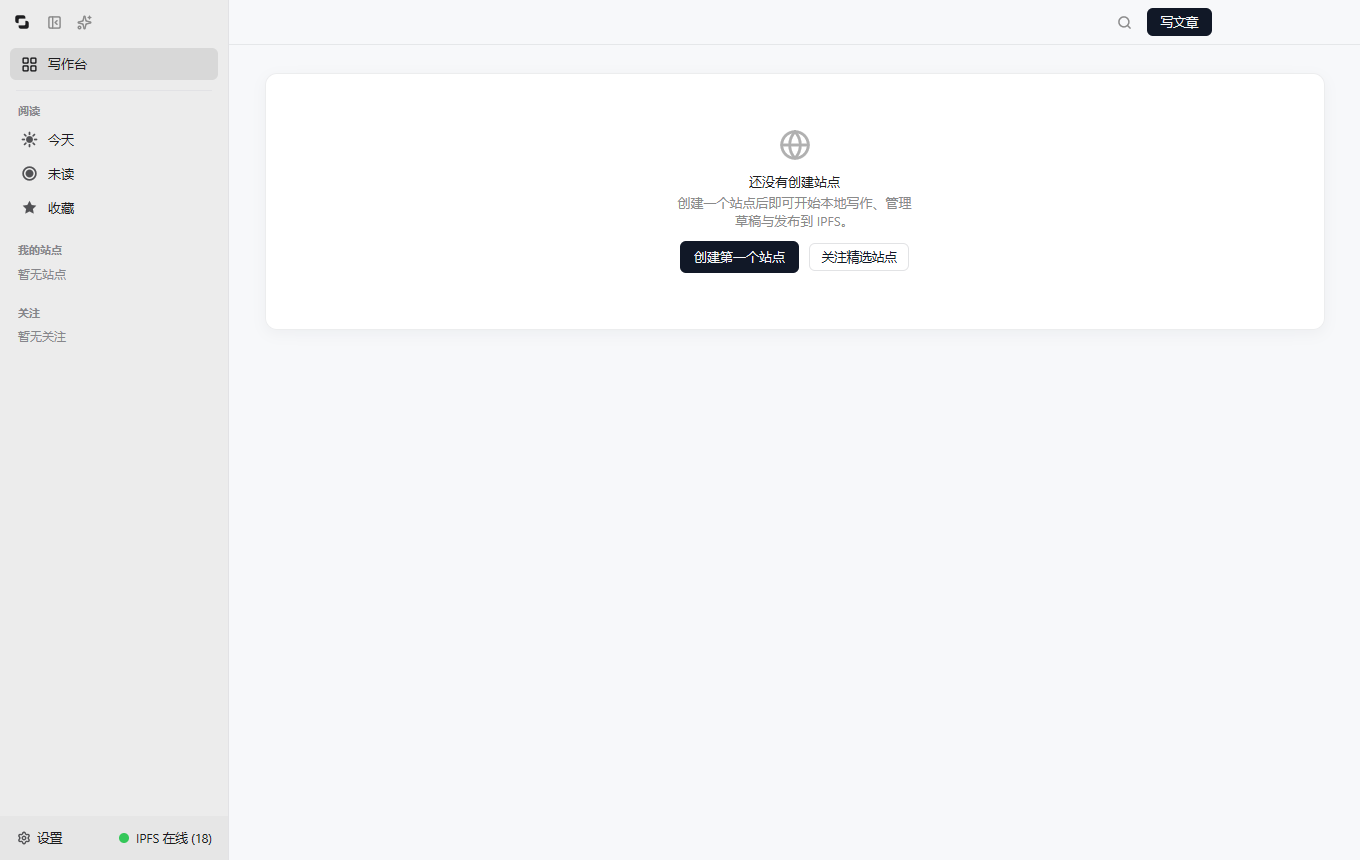 写文章
写作台
阅读
今天
未读
收藏
我的站点
暂无站点
关注
暂无关注
设置
IPFS 在线 (18)
还没有创建站点
创建一个站点后即可开始本地写作、管理
草稿与发布到 IPFS。
创建第一个站点
关注精选站点